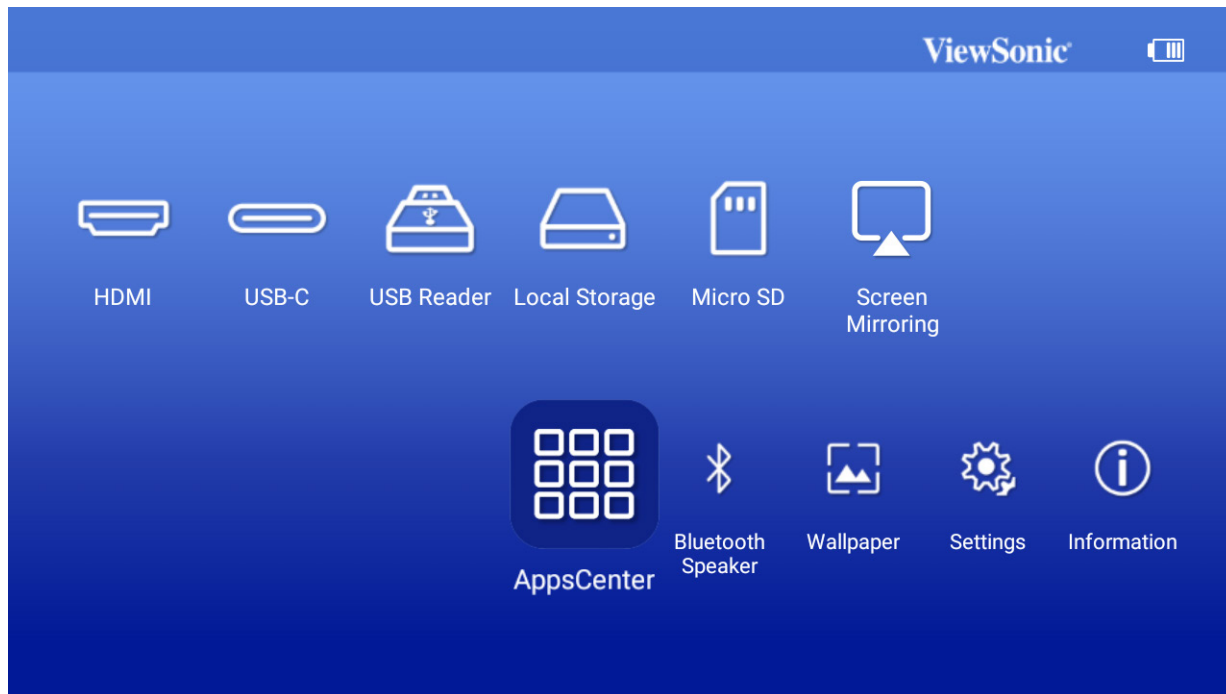 ViewSonic
HDMI
USB-C
USB Reader
Local Storage
Micro SD
Screen
Mirroring
AppsCenter
Bluetooth
Speaker
Wallpaper
Settings
Information